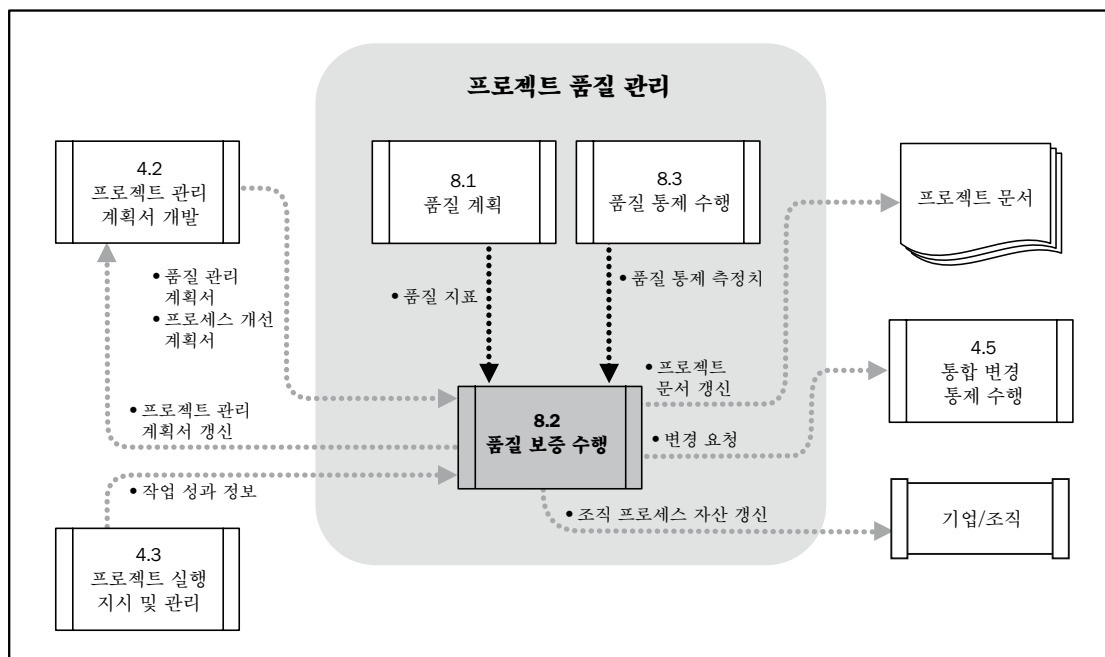 프로젝트 품질 관리
4.2
프로젝트 관리
계획서 개발
8.1
품질 계획
8.3
품질 통제 수행
프로젝트 문서
• 품질 관리
계획서
• 프로세스 개선
계획서
• 품질 지표
• 품질 통제 측정치
4.5
통합 변경
통제 수행
• 프로젝트
문서 갱신
• 프로젝트 관리
계획서 갱신
8.2
품질 보증 수행
• 변경 요청
• 작업 성과 정보
• 조직 프로세스 자산 갱신
기업/조직
4.3
프로젝트 실행
지시 및 관리